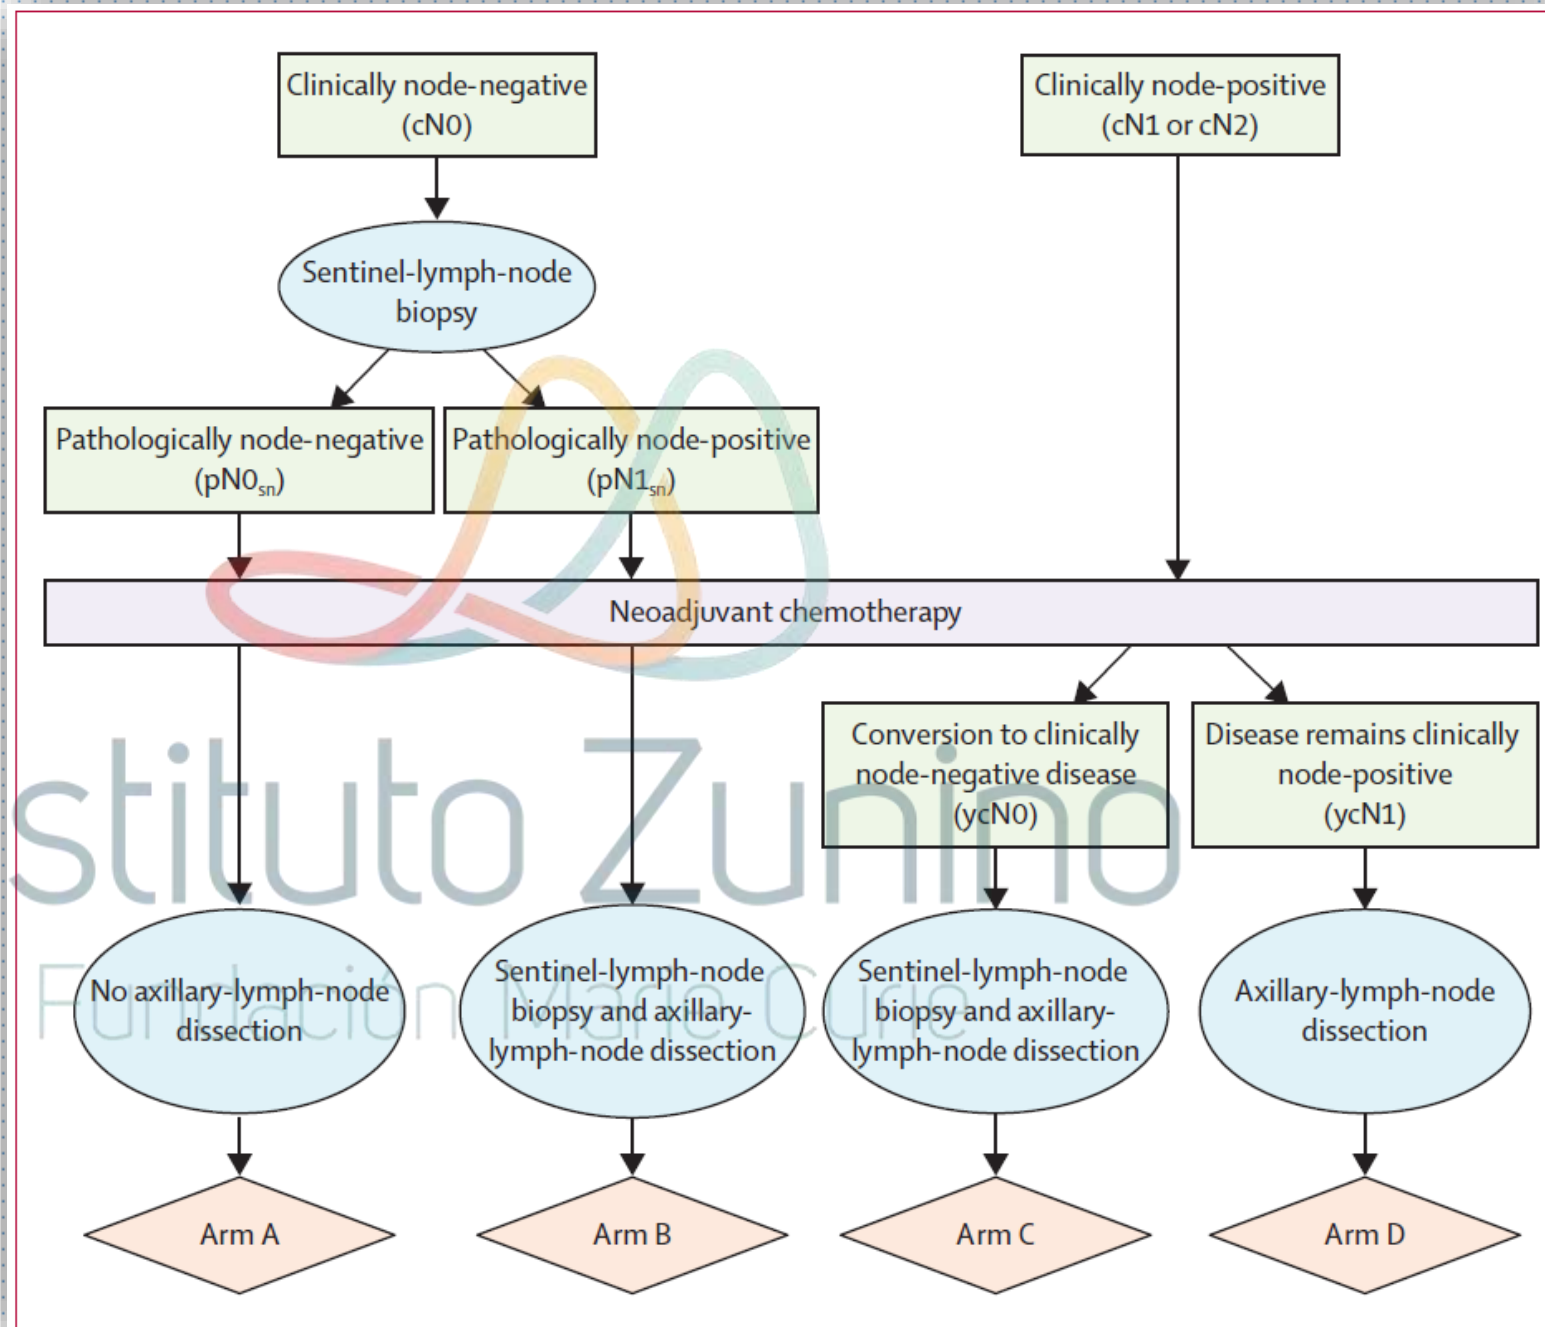 Clinically node-negative
(cN0)
Clinically node-positive
(cN1 or cN2)
Sentinel-lymph-node
biopsy
Pathologically node-negative
(pN0sn)
Pathologically node-positive
(pN1sn)
Neoadjuvant chemotherapy
Conversion to clinically
node-negative disease
(ycN0)
Disease remains clinically
node-positive
(ycN1)
stituto Zunino
Fundación Marie Curie
No axillary-lymph-node
dissection
Sentinel-lymph-node
biopsy and axillary-
lymph-node dissection
Sentinel-lymph-node
biopsy and axillary-
lymph-node dissection
Axillary-lymph-node
dissection
Arm A
Arm B
Arm C
Arm D